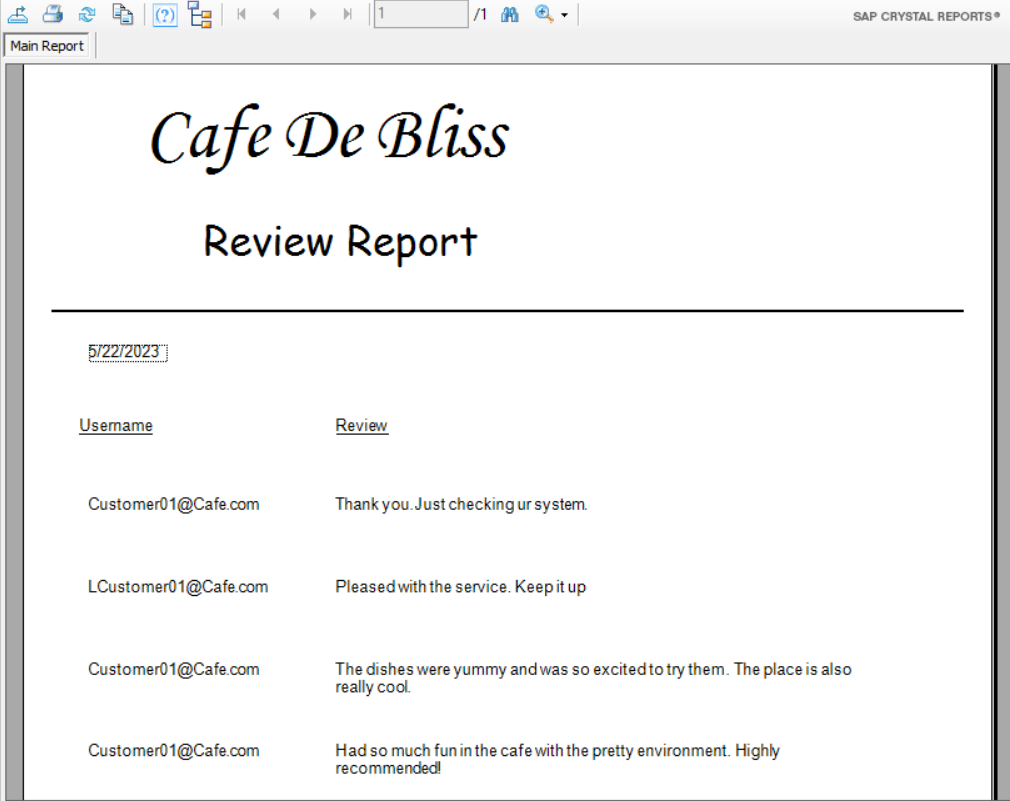 1 /1 SAP CRYSTAL REPORTS®
Main Report
Cafe De Bliss
Review Report
5/22/2023
Username Review
Customer01@Cafe.com Thank you.Just checking ur system.
LCustomer01@Cafe.com Pleased with the service. Keep it up
Customer01@Cafe.com The dishes were yummy and was so excited to try them. The place is also
really cool.
Customer01@Cafe.com Had so much fun in the cafe with the pretty environment. Highly
recommended!